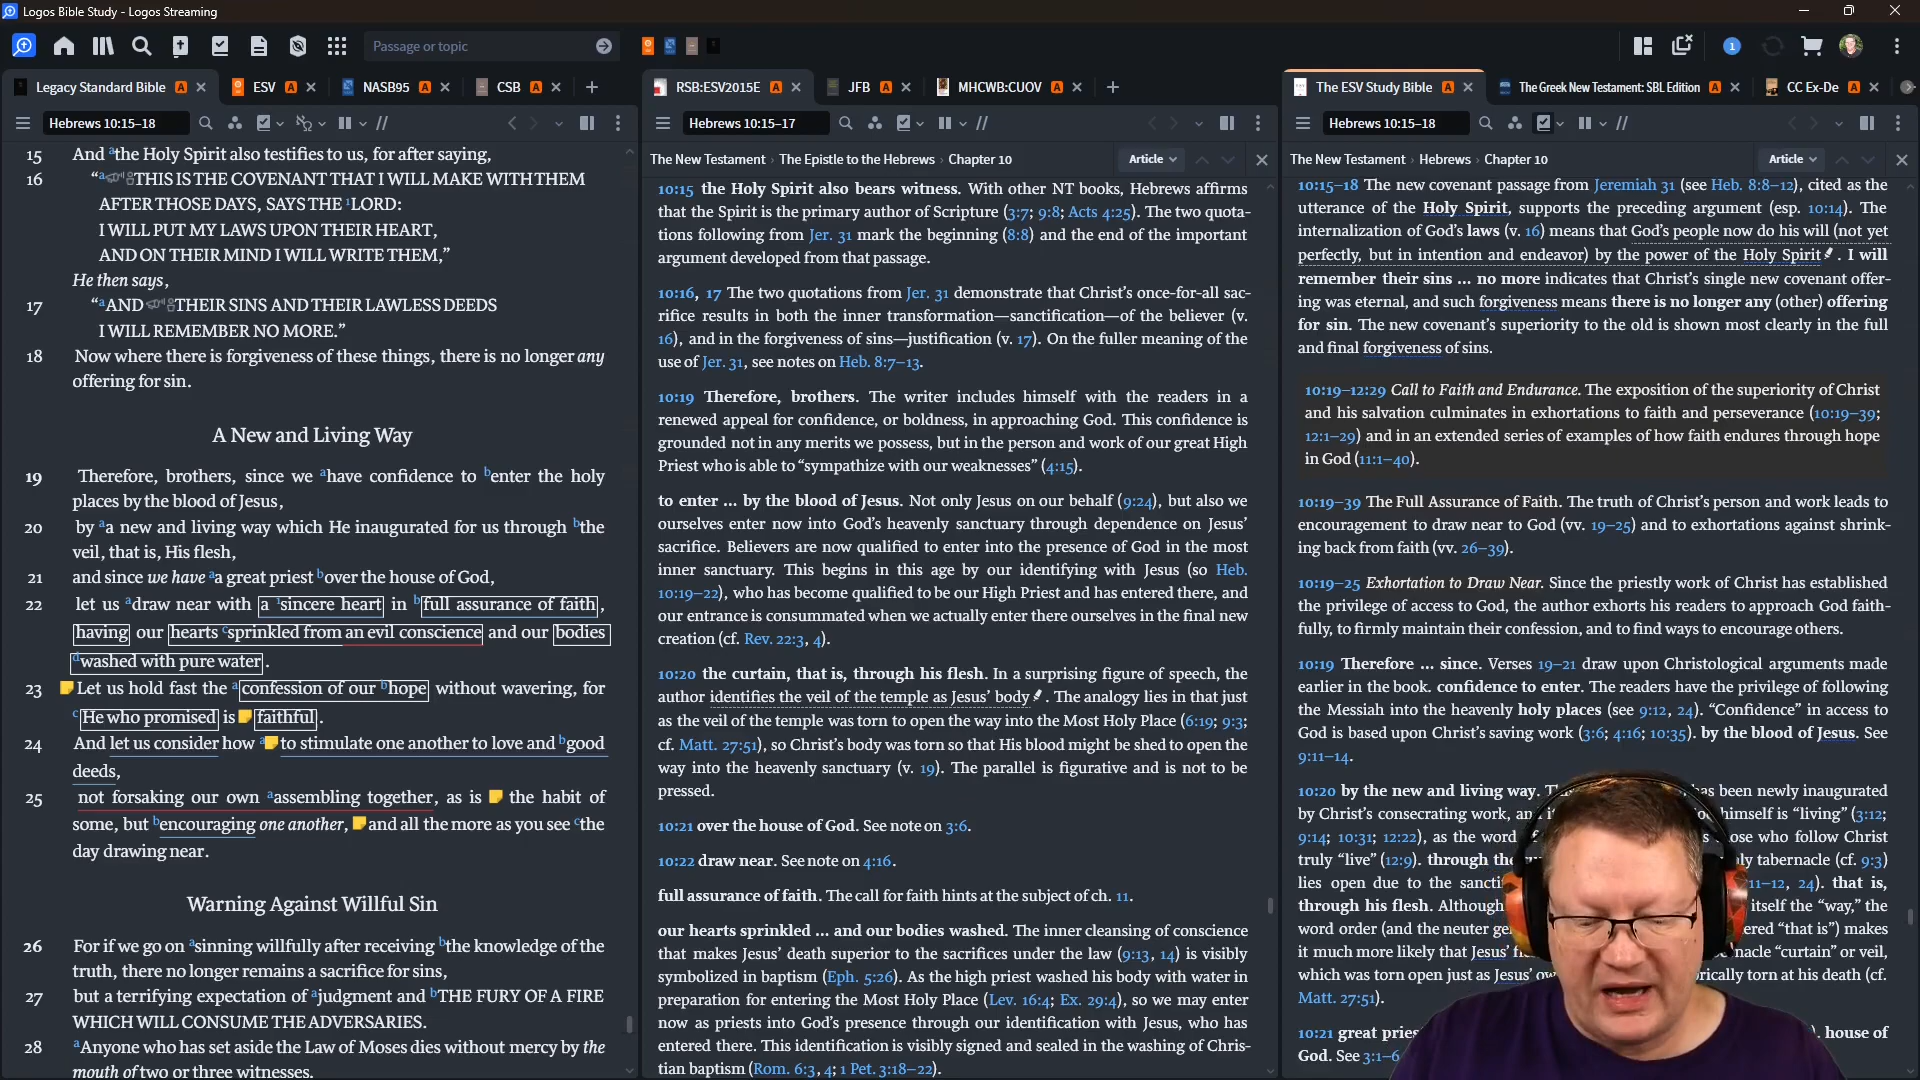 Logos Bible Study - Logos Streaming
Passage or topic
1
Legacy Standard Bible A
ESV A
NASB95 A
CSB A
RSB:ESV2015E A
JFB A
MHCWB:CUOV A
The ESV Study Bible A
The Greek New Testament: SBL Edition A
CC Ex-De A
Hebrews 10:15–18
15 And ᵃthe Holy Spirit also testifies to us, for after saying,
16 “ᵃTHIS IS THE COVENANT THAT I WILL MAKE WITH THEM
AFTER THOSE DAYS, SAYS THE ¹LORD:
I WILL PUT MY LAWS UPON THEIR HEART,
AND ON THEIR MIND I WILL WRITE THEM,”
He then says,
17 “ᵃAND THEIR SINS AND THEIR LAWLESS DEEDS
I WILL REMEMBER NO MORE.”
18 Now where there is forgiveness of these things, there is no longer any
offering for sin.
A New and Living Way
19 Therefore, brothers, since we ᵃhave confidence to ᵇenter the holy
places by the blood of Jesus,
20 by ᵃa new and living way which He inaugurated for us through ᵇthe
veil, that is, His flesh,
21 and since we have ᵃa great priest ᵇover the house of God,
22 let us ᵃdraw near with a ¹sincere heart in ᵇfull assurance of faith,
having our hearts ᶜsprinkled from an evil conscience and our bodies
ᵈwashed with pure water.
23 Let us hold fast the ᵃconfession of our ᵇhope without wavering, for
ᶜHe who promised is faithful.
24 And let us consider how ᵃto stimulate one another to love and ᵇgood
deeds,
25 not forsaking our own ᵃassembling together, as is the habit of
some, but ᵇencouraging one another, and all the more as you see ᶜthe
day drawing near.
Warning Against Willful Sin
26 For if we go on ᵃsinning willfully after receiving ᵇthe knowledge of the
truth, there no longer remains a sacrifice for sins,
27 but a terrifying expectation of ᵃjudgment and ᵇTHE FURY OF A FIRE
WHICH WILL CONSUME THE ADVERSARIES.
28 ᵃAnyone who has set aside the Law of Moses dies without mercy by the
mouth of two or three witnesses.
Hebrews 10:15–17
The New Testament › The Epistle to the Hebrews › Chapter 10
Article
10:15 the Holy Spirit also bears witness. With other NT books, Hebrews affirms
that the Spirit is the primary author of Scripture (3:7; 9:8; Acts 4:25). The two quota-
tions following from Jer. 31 mark the beginning (8:8) and the end of the important
argument developed from that passage.
10:16, 17 The two quotations from Jer. 31 demonstrate that Christ’s once-for-all sac-
rifice results in both the inner transformation—sanctification—of the believer (v.
16), and in the forgiveness of sins—justification (v. 17). On the fuller meaning of the
use of Jer. 31, see notes on Heb. 8:7–13.
10:19 Therefore, brothers. The writer includes himself with the readers in a
renewed appeal for confidence, or boldness, in approaching God. This confidence is
grounded not in any merits we possess, but in the person and work of our great High
Priest who is able to “sympathize with our weaknesses” (4:15).
to enter ... by the blood of Jesus. Not only Jesus on our behalf (9:24), but also we
ourselves enter now into God’s heavenly sanctuary through dependence on Jesus’
sacrifice. Believers are now qualified to enter into the presence of God in the most
inner sanctuary. This begins in this age by our identifying with Jesus (so Heb.
10:19–22), who has become qualified to be our High Priest and has entered there, and
our entrance is consummated when we actually enter there ourselves in the final new
creation (cf. Rev. 22:3, 4).
10:20 the curtain, that is, through his flesh. In a surprising figure of speech, the
author identifies the veil of the temple as Jesus’ body. The analogy lies in that just
as the veil of the temple was torn to open the way into the Most Holy Place (6:19; 9:3;
cf. Matt. 27:51), so Christ’s body was torn so that His blood might be shed to open the
way into the heavenly sanctuary (v. 19). The parallel is figurative and is not to be
pressed.
10:21 over the house of God. See note on 3:6.
10:22 draw near. See note on 4:16.
full assurance of faith. The call for faith hints at the subject of ch. 11.
our hearts sprinkled ... and our bodies washed. The inner cleansing of conscience
that makes Jesus’ death superior to the sacrifices under the law (9:13, 14) is visibly
symbolized in baptism (Eph. 5:26). As the high priest washed his body with water in
preparation for entering the Most Holy Place (Lev. 16:4; Ex. 29:4), so we may enter
now as priests into God’s presence through our identification with Jesus, who has
entered there. This identification is visibly signed and sealed in the washing of Chris-
tian baptism (Rom. 6:3, 4; 1 Pet. 3:18–22).
Hebrews 10:15–18
The New Testament › Hebrews › Chapter 10
Article
10:15–18 The new covenant passage from Jeremiah 31 (see Heb. 8:8–12), cited as the
utterance of the Holy Spirit, supports the preceding argument (esp. 10:14). The
internalization of God’s laws (v. 16) means that God’s people now do his will (not yet
perfectly, but in intention and endeavor) by the power of the Holy Spirit. I will
remember their sins ... no more indicates that Christ’s single new covenant offer-
ing was eternal, and such forgiveness means there is no longer any (other) offering
for sin. The new covenant’s superiority to the old is shown most clearly in the full
and final forgiveness of sins.
10:19–12:29 Call to Faith and Endurance. The exposition of the superiority of Christ
and his salvation culminates in exhortations to faith and perseverance (10:19–39;
12:1–29) and in an extended series of examples of how faith endures through hope
in God (11:1–40).
10:19–39 The Full Assurance of Faith. The truth of Christ’s person and work leads to
encouragement to draw near to God (vv. 19–25) and to exhortations against shrink-
ing back from faith (vv. 26–39).
10:19–25 Exhortation to Draw Near. Since the priestly work of Christ has established
the privilege of access to God, the author exhorts his readers to approach God faith-
fully, to firmly maintain their confession, and to find ways to encourage others.
10:19 Therefore ... since. Verses 19–21 draw upon Christological arguments made
earlier in the book. confidence to enter. The readers have the privilege of following
the Messiah into the heavenly holy places (see 9:12, 24). “Confidence” in access to
God is based upon Christ’s saving work (3:6; 4:16; 10:35). by the blood of Jesus. See
9:11–14.
10:20 by the new and living way. has been newly inaugurated
by Christ’s consecrating work, himself is “living” (3:12;
9:14; 10:31; 12:22), as the word those who follow Christ
truly “live” (12:9). through the tabernacle (cf. 9:3)
lies open due to the 11–12, 24). that is,
through his flesh. Although itself the “way,” the
word order (and the neuter “that is”) makes
it much more likely that Jesus’ “curtain” or veil,
which was torn open just as Jesus’ torn at his death (cf.
Matt. 27:51).
10:21 great house of
God. See 3:1–6